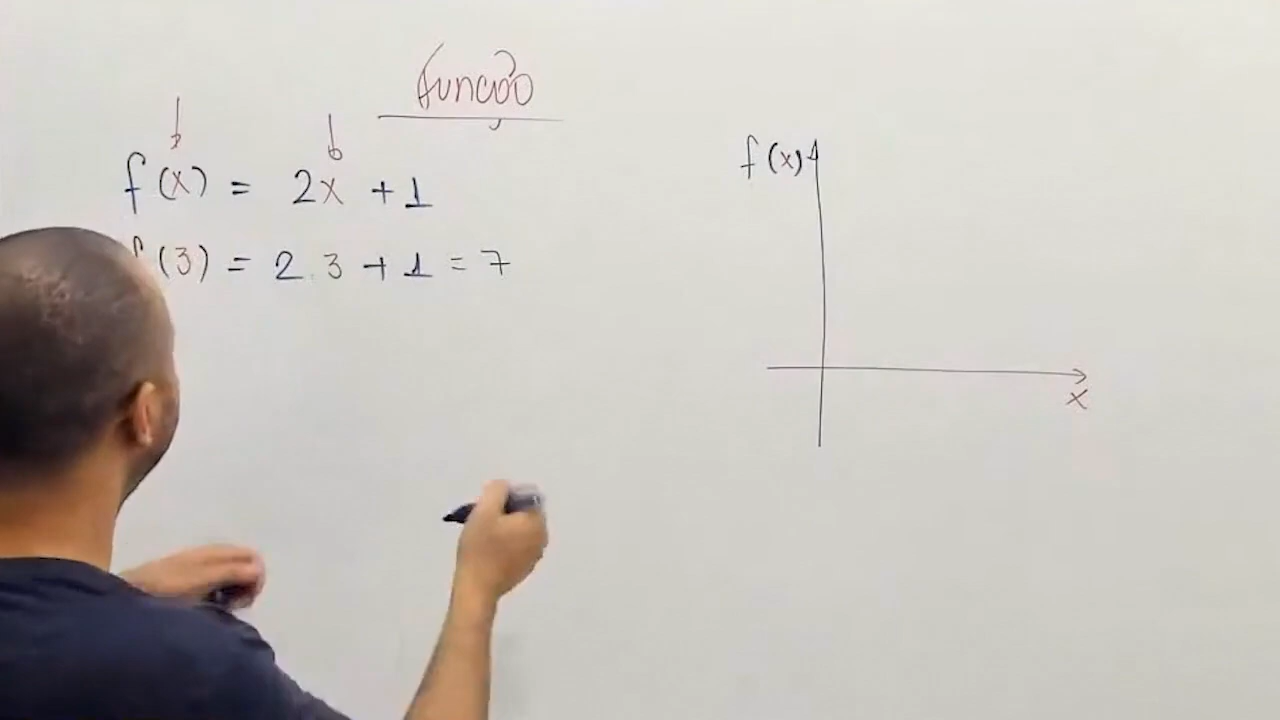 função
f(x) = 2x + 1
f(3) = 2.3 + 1 = 7
f(x)
x